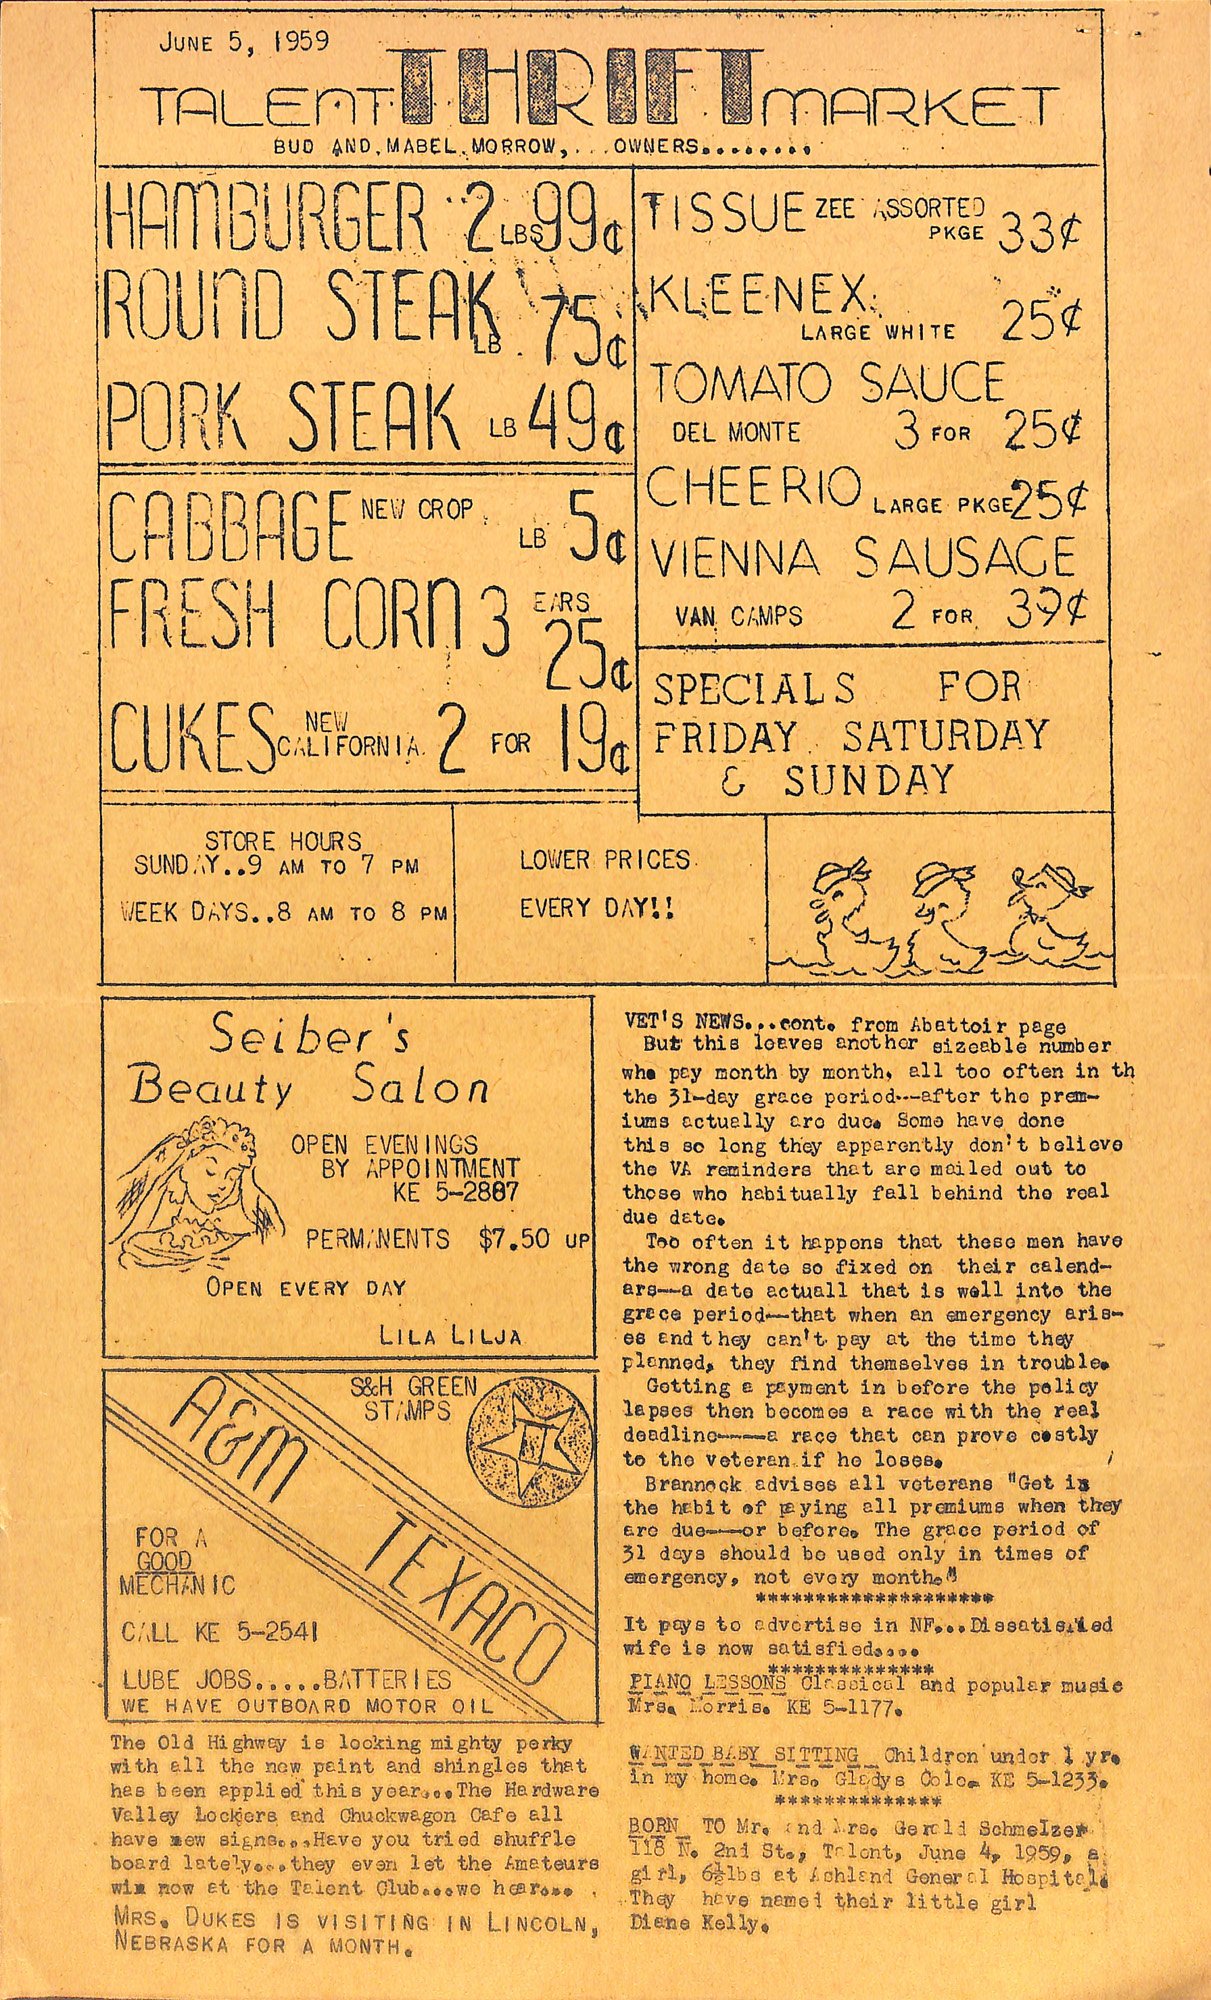 JUNE 5, 1959
TALENT THRIFT MARKET
BUD AND MABEL MORROW,...OWNERS........
HAMBURGER 2 LBS 99¢
ROUND STEAK LB. 75¢
PORK STEAK LB 49¢
CABBAGE NEW CROP LB 5¢
FRESH CORN 3 EARS 25¢
CUKES NEW CALIFORNIA. 2 FOR 19¢
TISSUE ZEE ASSORTED PKGE 33¢
KLEENEX LARGE WHITE 25¢
TOMATO SAUCE
DEL MONTE 3 FOR 25¢
CHEERIO LARGE PKGE 25¢
VIENNA SAUSAGE
VAN CAMPS 2 FOR 39¢
SPECIALS FOR
FRIDAY SATURDAY
& SUNDAY
STORE HOURS
SUNDAY..9 AM TO 7 PM
WEEK DAYS..8 AM TO 8 PM
LOWER PRICES
EVERY DAY!!
Seiber's
Beauty Salon
OPEN EVENINGS
BY APPOINTMENT
KE 5-2887
PERMANENTS $7.50 UP
OPEN EVERY DAY
LILA LILJA
S&H GREEN
STAMPS
A&M TEXACO
FOR A
GOOD
MECHANIC
CALL KE 5-2541
LUBE JOBS.....BATTERIES
WE HAVE OUTBOARD MOTOR OIL
The Old Highway is looking mighty perky
with all the new paint and shingles that
has been applied this year...The Hardware
Valley Lockers and Chuckwagon Cafe all
have new signs...Have you tried shuffle
board lately...they even let the Amateurs
win now at the Talent Club...we hear...
MRS. DUKES IS VISITING IN LINCOLN,
NEBRASKA FOR A MONTH.
VET'S NEWS...cont. from Abattoir page
But this leaves another sizeable number
who pay month by month, all too often in th
the 31-day grace period---after the prem-
iums actually are due. Some have done
this so long they apparently don't believe
the VA reminders that are mailed out to
those who habitually fall behind the real
due date.
Too often it happens that these men have
the wrong date so fixed on their calend-
ars--a date actuall that is well into the
grace period--that when an emergency aris-
es and they can't pay at the time they
planned, they find themselves in trouble.
Getting a payment in before the policy
lapses then becomes a race with the real
deadline----a race that can prove costly
to the veteran if he loses.
Brannock advises all veterans "Get in
the habit of paying all premiums when they
are due---or before. The grace period of
31 days should be used only in times of
emergency, not every month."
********************
It pays to advertise in NF...Dissatisfied
wife is now satisfied....
**************
PIANO LESSONS Classical and popular music
Mrs. Morris. KE 5-1177.
WANTED BABY SITTING Children under 1 yr.
in my home. Mrs. Gladys Cole. KE 5-1233.
**************
BORN TO Mr. and Mrs. Gerald Schmelzer
118 N. 2nd St., Talent, June 4, 1959, a
girl, 6½lbs at Ashland General Hospital.
They have named their little girl
Diane Kelly.